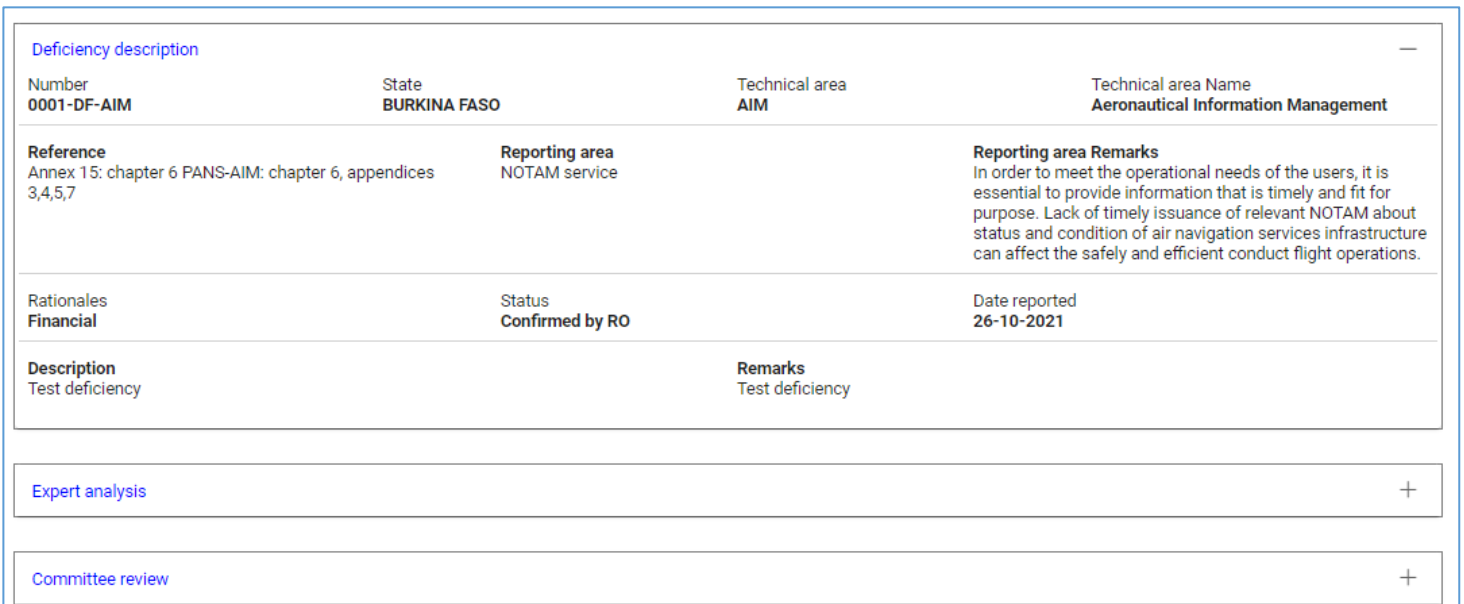 Deficiency description —
Number State Technical area Technical area Name
0001-DF-AIM BURKINA FASO AIM Aeronautical Information Management
Reference
Annex 15: chapter 6 PANS-AIM: chapter 6, appendices
3,4,5,7
Reporting area
NOTAM service
Reporting area Remarks
In order to meet the operational needs of the users, it is
essential to provide information that is timely and fit for
purpose. Lack of timely issuance of relevant NOTAM about
status and condition of air navigation services infrastructure
can affect the safely and efficient conduct flight operations.
Rationales Status Date reported
Financial Confirmed by RO 26-10-2021
Description Remarks
Test deficiency Test deficiency
Expert analysis +
Committee review +